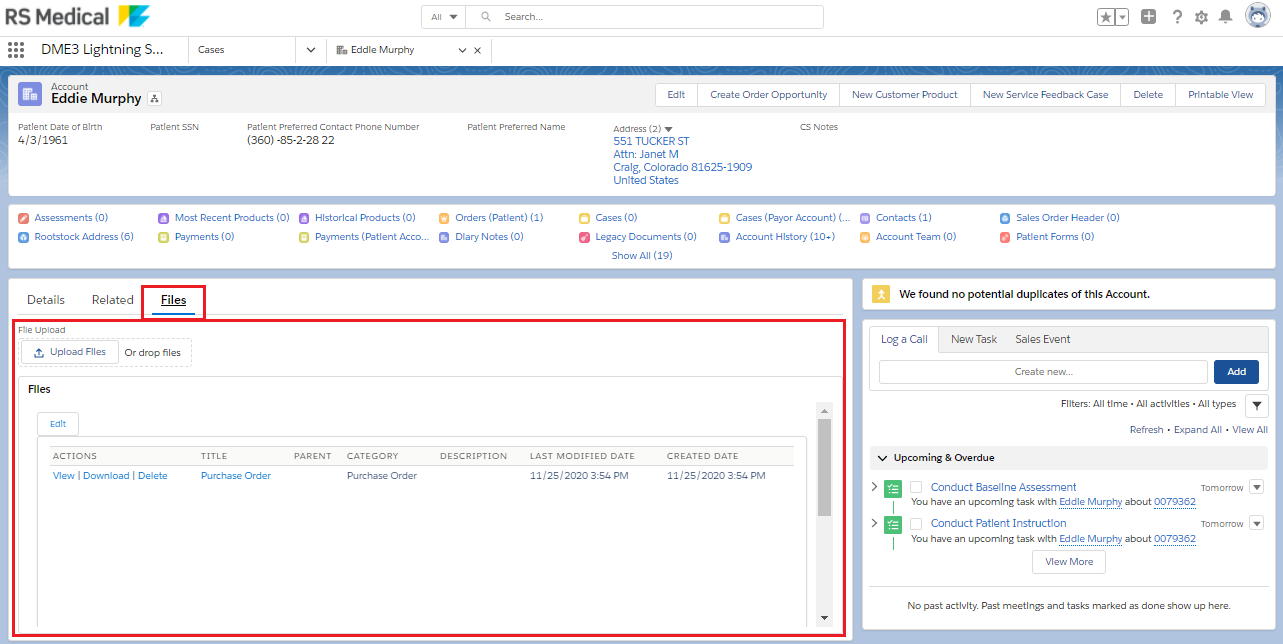 RS Medical
All
Search...
DME3 Lightning S...
Cases
Eddie Murphy
Account
Eddie Murphy
Edit
Create Order Opportunity
New Customer Product
New Service Feedback Case
Delete
Printable View
Patient Date of Birth
4/3/1961
Patient SSN
Patient Preferred Contact Phone Number
(360) -85-2-28 22
Patient Preferred Name
Address (2)
551 TUCKER ST
Attn: Janet M
Craig, Colorado 81625-1909
United States
CS Notes
Assessments (0)
Most Recent Products (0)
Historical Products (0)
Orders (Patient) (1)
Cases (0)
Cases (Payor Account) (...
Contacts (1)
Sales Order Header (0)
Rootstock Address (6)
Payments (0)
Payments (Patient Acco...
Diary Notes (0)
Legacy Documents (0)
Account History (10+)
Account Team (0)
Patient Forms (0)
Show All (19)
Details
Related
Files
File Upload
Upload Files
Or drop files
Files
Edit
ACTIONS TITLE PARENT CATEGORY DESCRIPTION LAST MODIFIED DATE CREATED DATE
View | Download | Delete Purchase Order Purchase Order 11/25/2020 3:54 PM 11/25/2020 3:54 PM
We found no potential duplicates of this Account.
Log a Call
New Task
Sales Event
Create new...
Add
Filters: All time • All activities • All types
Refresh • Expand All • View All
Upcoming & Overdue
Conduct Baseline Assessment
Tomorrow
You have an upcoming task with Eddie Murphy about 0079362
Conduct Patient Instruction
Tomorrow
You have an upcoming task with Eddie Murphy about 0079362
View More
No past activity. Past meetings and tasks marked as done show up here.